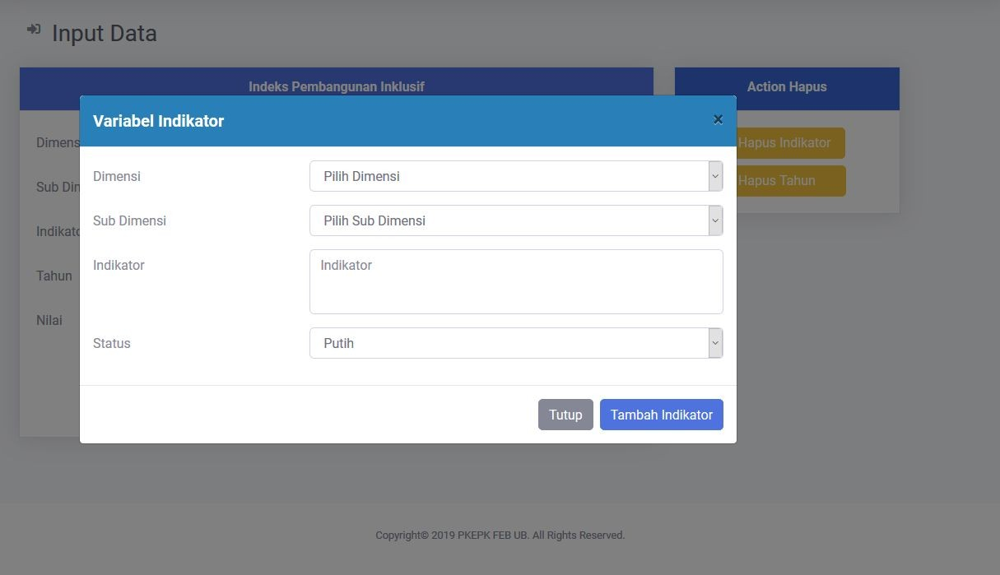 Input Data
Indeks Pembangunan Inklusif
Action Hapus
Variabel Indikator
×
Dimensi
Pilih Dimensi
Sub Dimensi
Pilih Sub Dimensi
Indikator
Indikator
Status
Putih
Tutup
Tambah Indikator
Dimens
Sub Din
Indikato
Tahun
Nilai
Hapus Indikator
Hapus Tahun
Copyright© 2019 PKEPK FEB UB. All Rights Reserved.